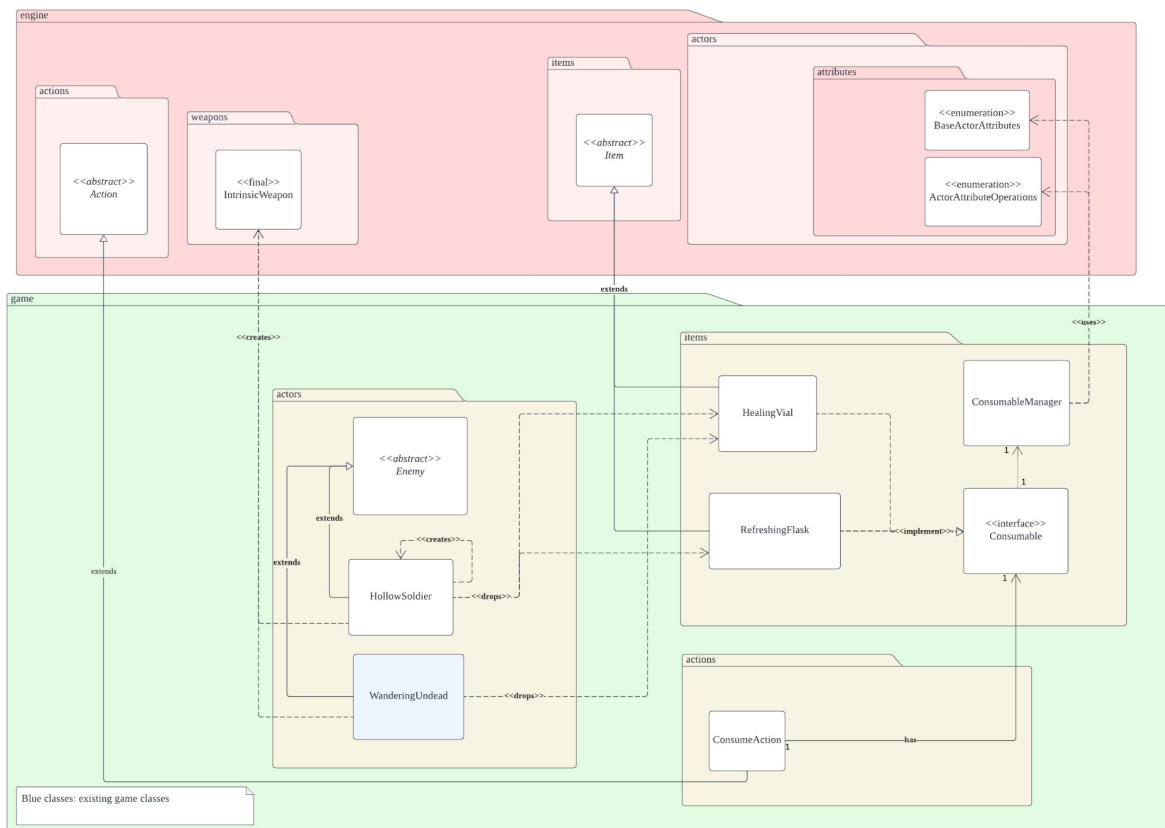 engine
actors
items
attributes
actions
<<enumeration>>
BaseActorAttributes
weapons
<<abstract>>
Item
<<final>>
IntrinsicWeapon
<<abstract>>
Action
<<enumeration>>
ActorAttributeOperations
extends
game
<<uses>>
<<creates>>
items
actors
HealingVial
ConsumableManager
<<abstract>>
Enemy
1
1
extends
RefreshingFlask
<<implement>>
<<interface>>
Consumable
<<creates>>
extends
extends
1
HollowSoldier
<<drops>>
actions
WanderingUndead
<<drops>>
ConsumeAction
1
has
Blue classes: existing game classes